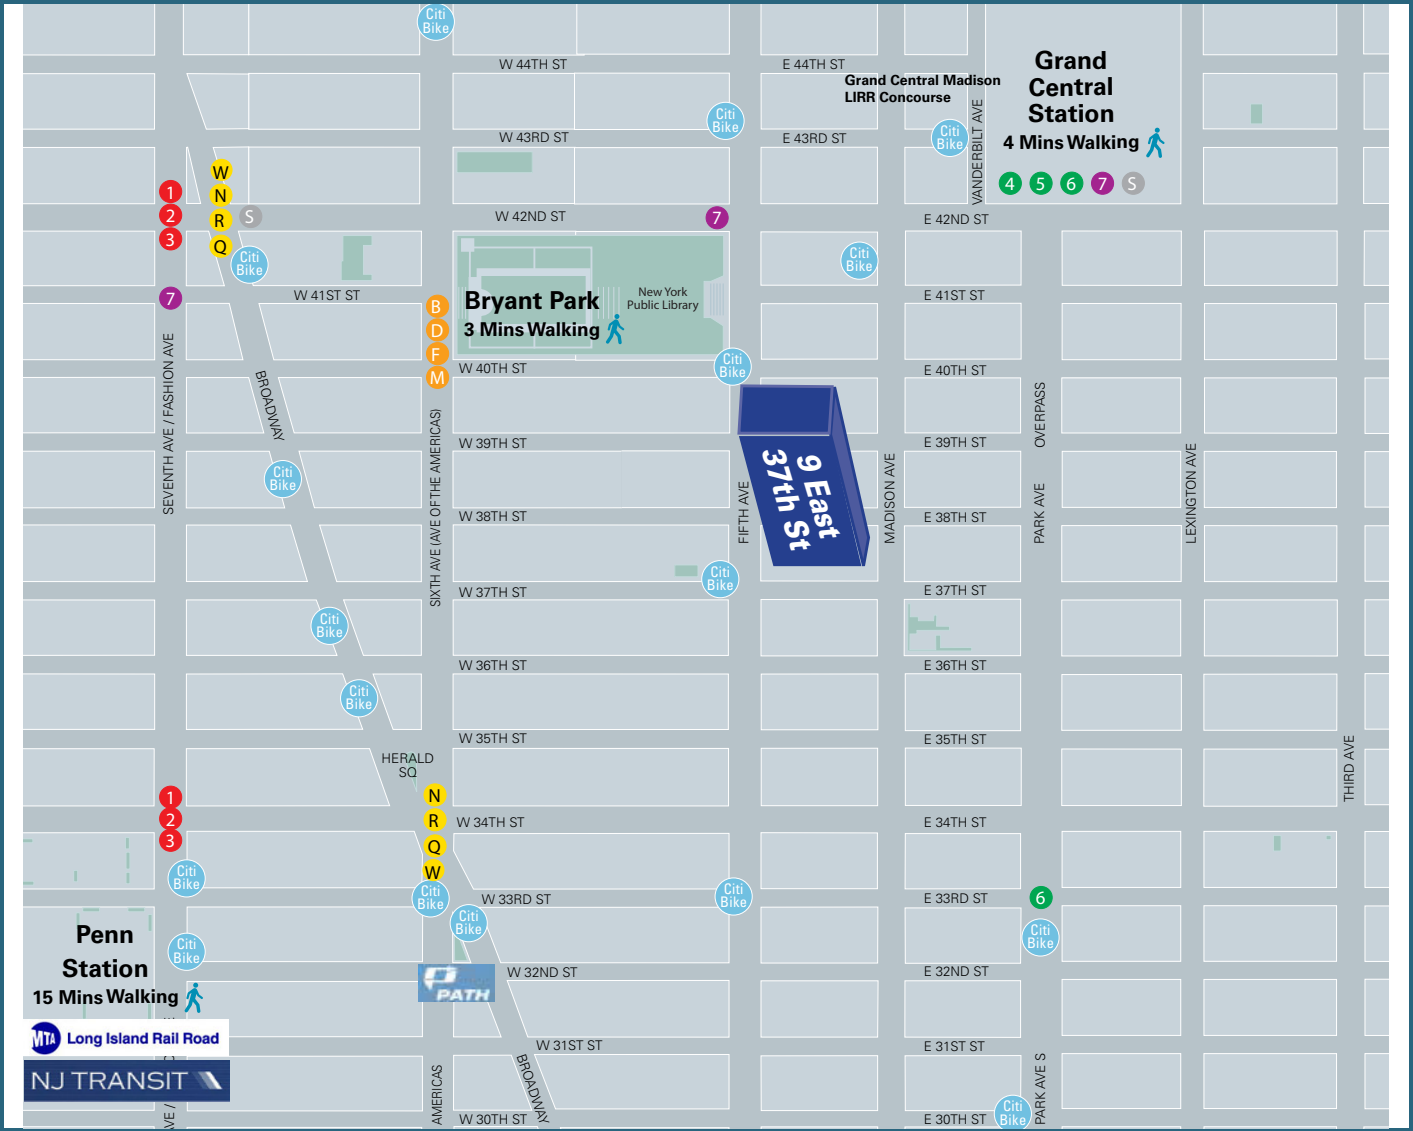 Citi
Bike
W 44TH ST
E 44TH ST
Grand
Central
Station
4 Mins Walking
4 5 6 7 S
Grand Central Madison
LIRR Concourse
VANDERBILT AVE
Citi
Bike
Citi
Bike
W 43RD ST
E 43RD ST
W
N
R
Q
1
2
3
S
W 42ND ST
7
E 42ND ST
Citi
Bike
Citi
Bike
7
W 41ST ST
E 41ST ST
B
D
F
M
Bryant Park
3 Mins Walking
New York
Public Library
W 40TH ST
Citi
Bike
E 40TH ST
SEVENTH AVE / FASHION AVE
BROADWAY
SIXTH AVE (AVE OF THE AMERICAS)
FIFTH AVE
9 East
37th St
MADISON AVE
PARK AVE
OVERPASS
LEXINGTON AVE
W 39TH ST
E 39TH ST
Citi
Bike
W 38TH ST
E 38TH ST
Citi
Bike
W 37TH ST
E 37TH ST
Citi
Bike
W 36TH ST
E 36TH ST
Citi
Bike
W 35TH ST
E 35TH ST
THIRD AVE
HERALD
SQ
1
2
3
N
R
Q
W
W 34TH ST
E 34TH ST
Citi
Bike
Citi
Bike
W 33RD ST
Citi
Bike
E 33RD ST
6
Citi
Bike
Citi
Bike
Citi
Bike
Penn
Station
15 Mins Walking
PATH
W 32ND ST
E 32ND ST
MTA Long Island Rail Road
NJ TRANSIT
W 31ST ST
E 31ST ST
AVE /
AMERICAS
BROADWAY
PARK AVE S
W 30TH ST
E 30TH ST
Citi
Bike